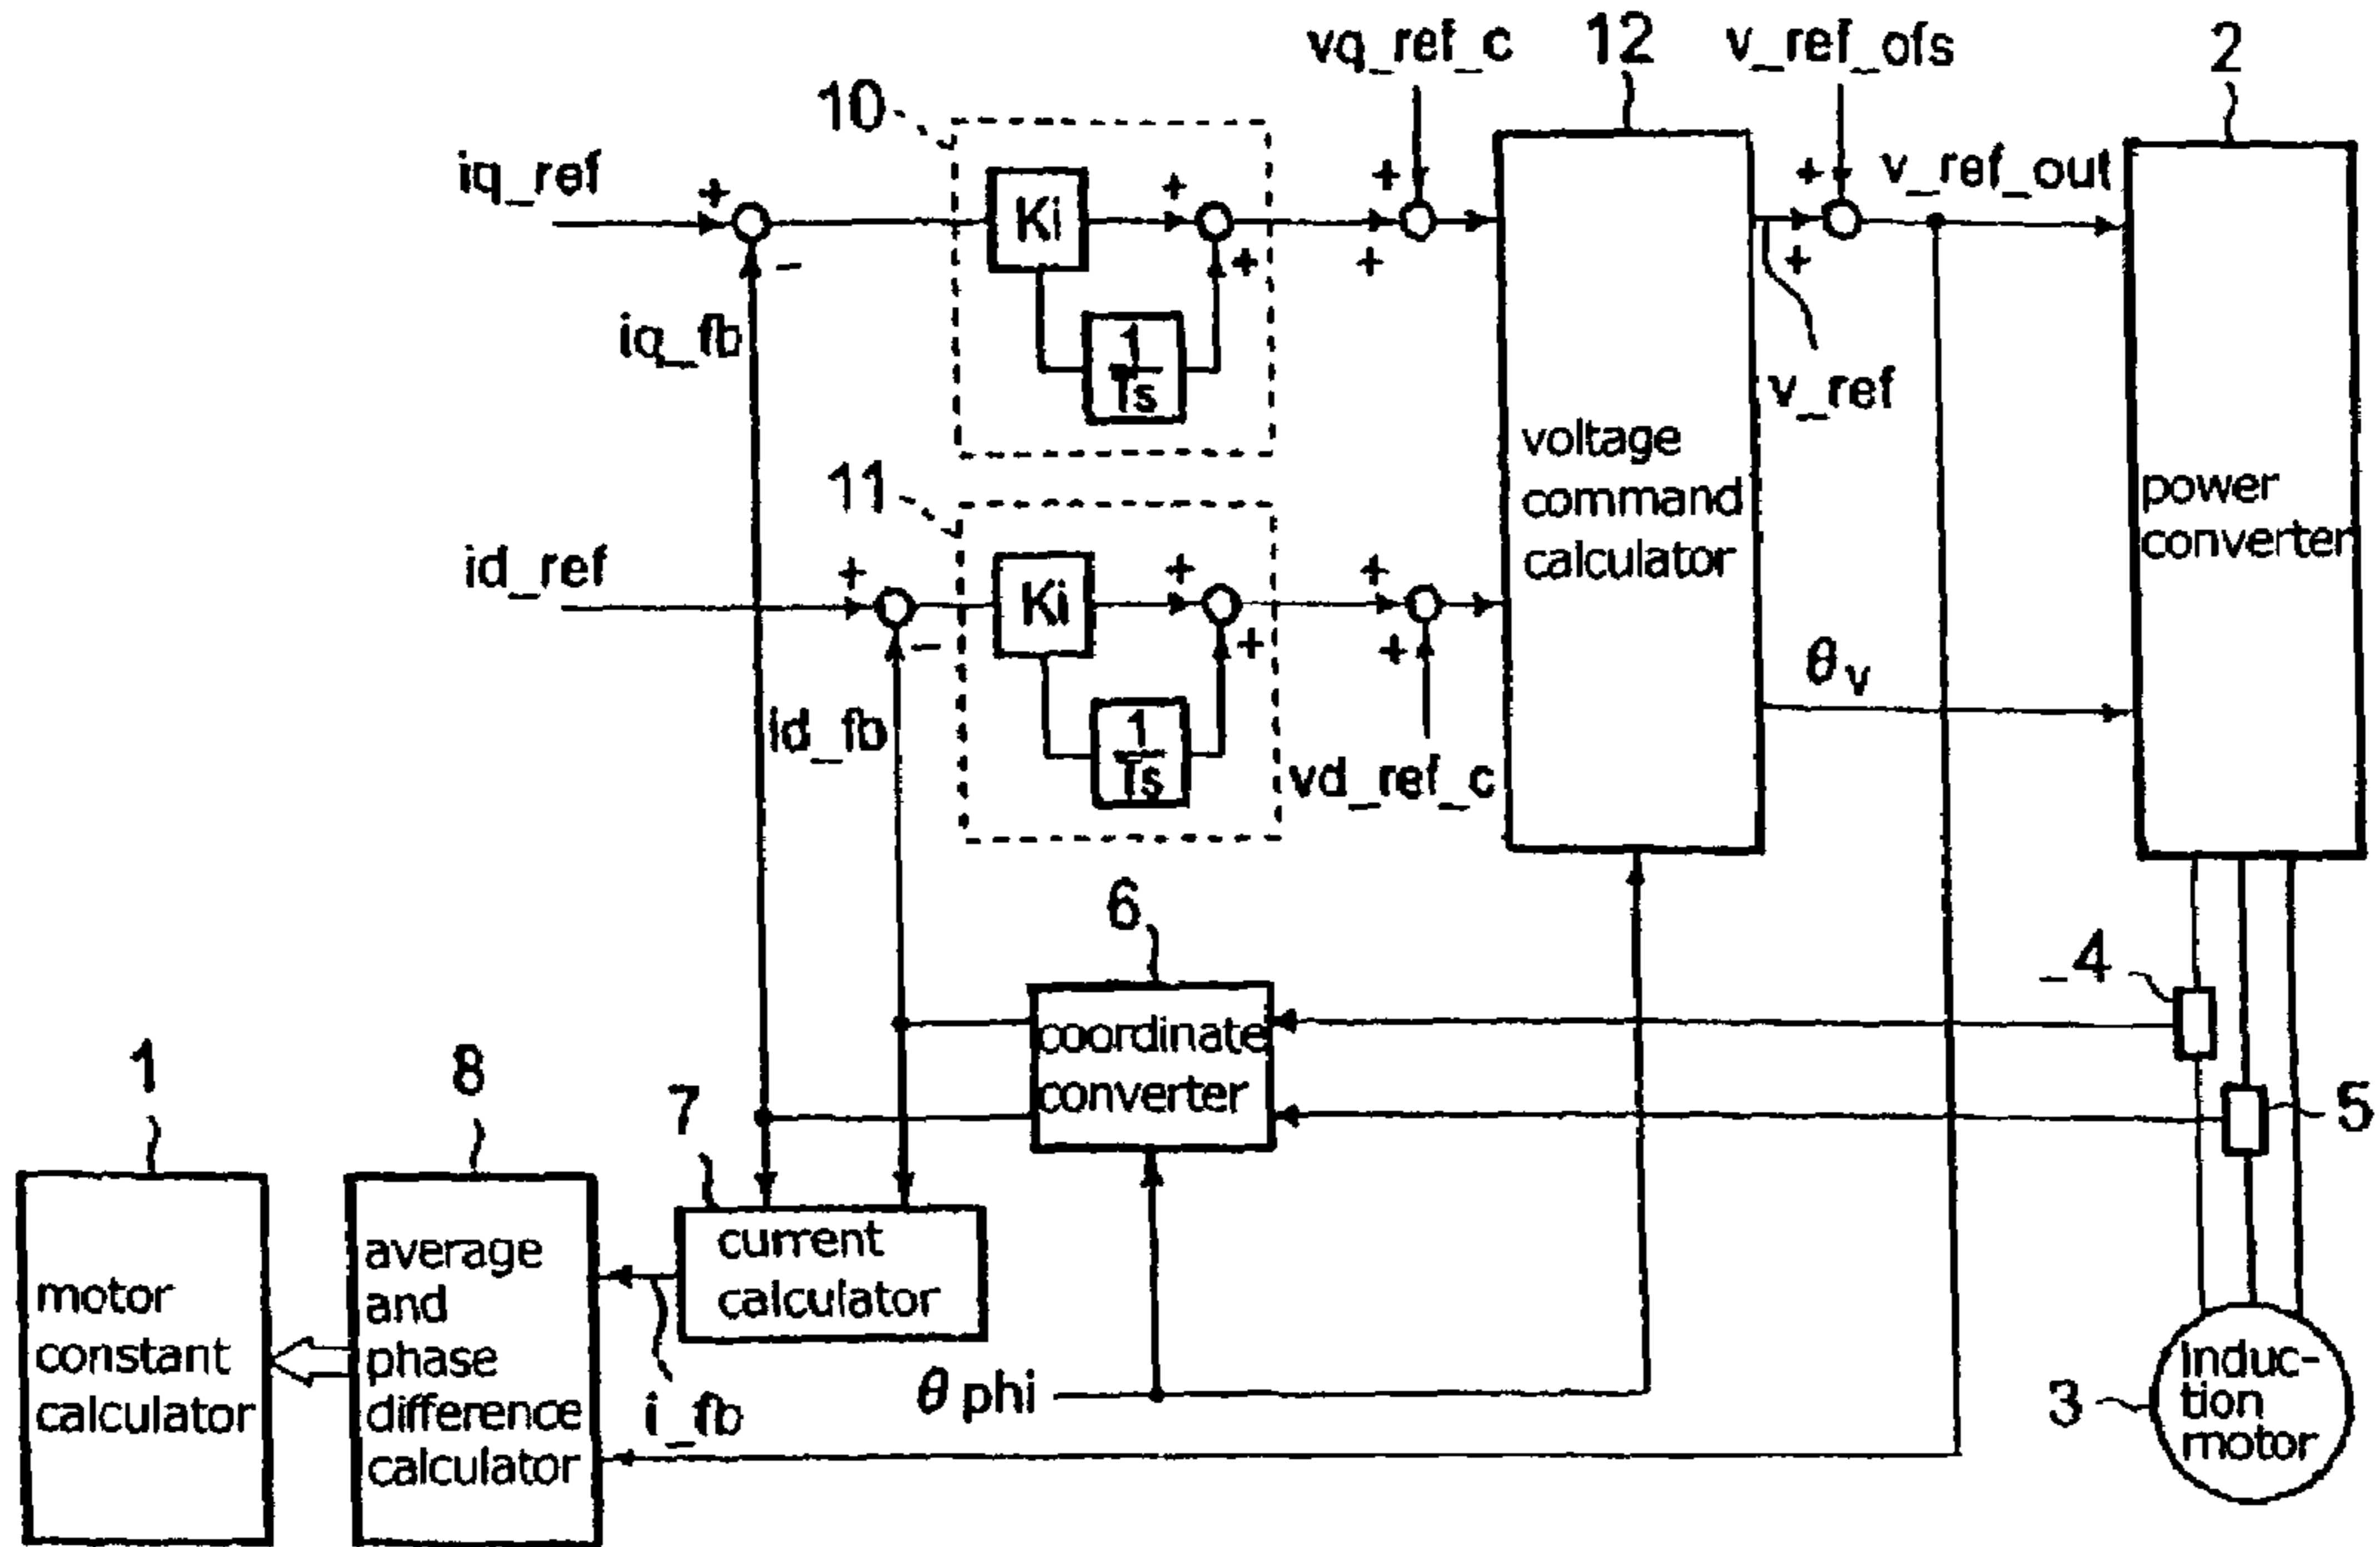 vq_ref_c
12
v_ref_ofs
2
10
iq_ref
+
+
+
+
v_ref_out
Ki
-
+
+
+
iq_fb
1
Ts
v_ref
voltage
command
calculator
power
converter
11
id_ref
+
+
+
Ki
-
+
+
θv
id_fb
1
Ts
vd_ref_c
6
4
coordinate
converter
1
8
7
5
average
and
phase
difference
calculator
current
calculator
motor
constant
calculator
i_fb
θ phi
3
induc-
tion
motor